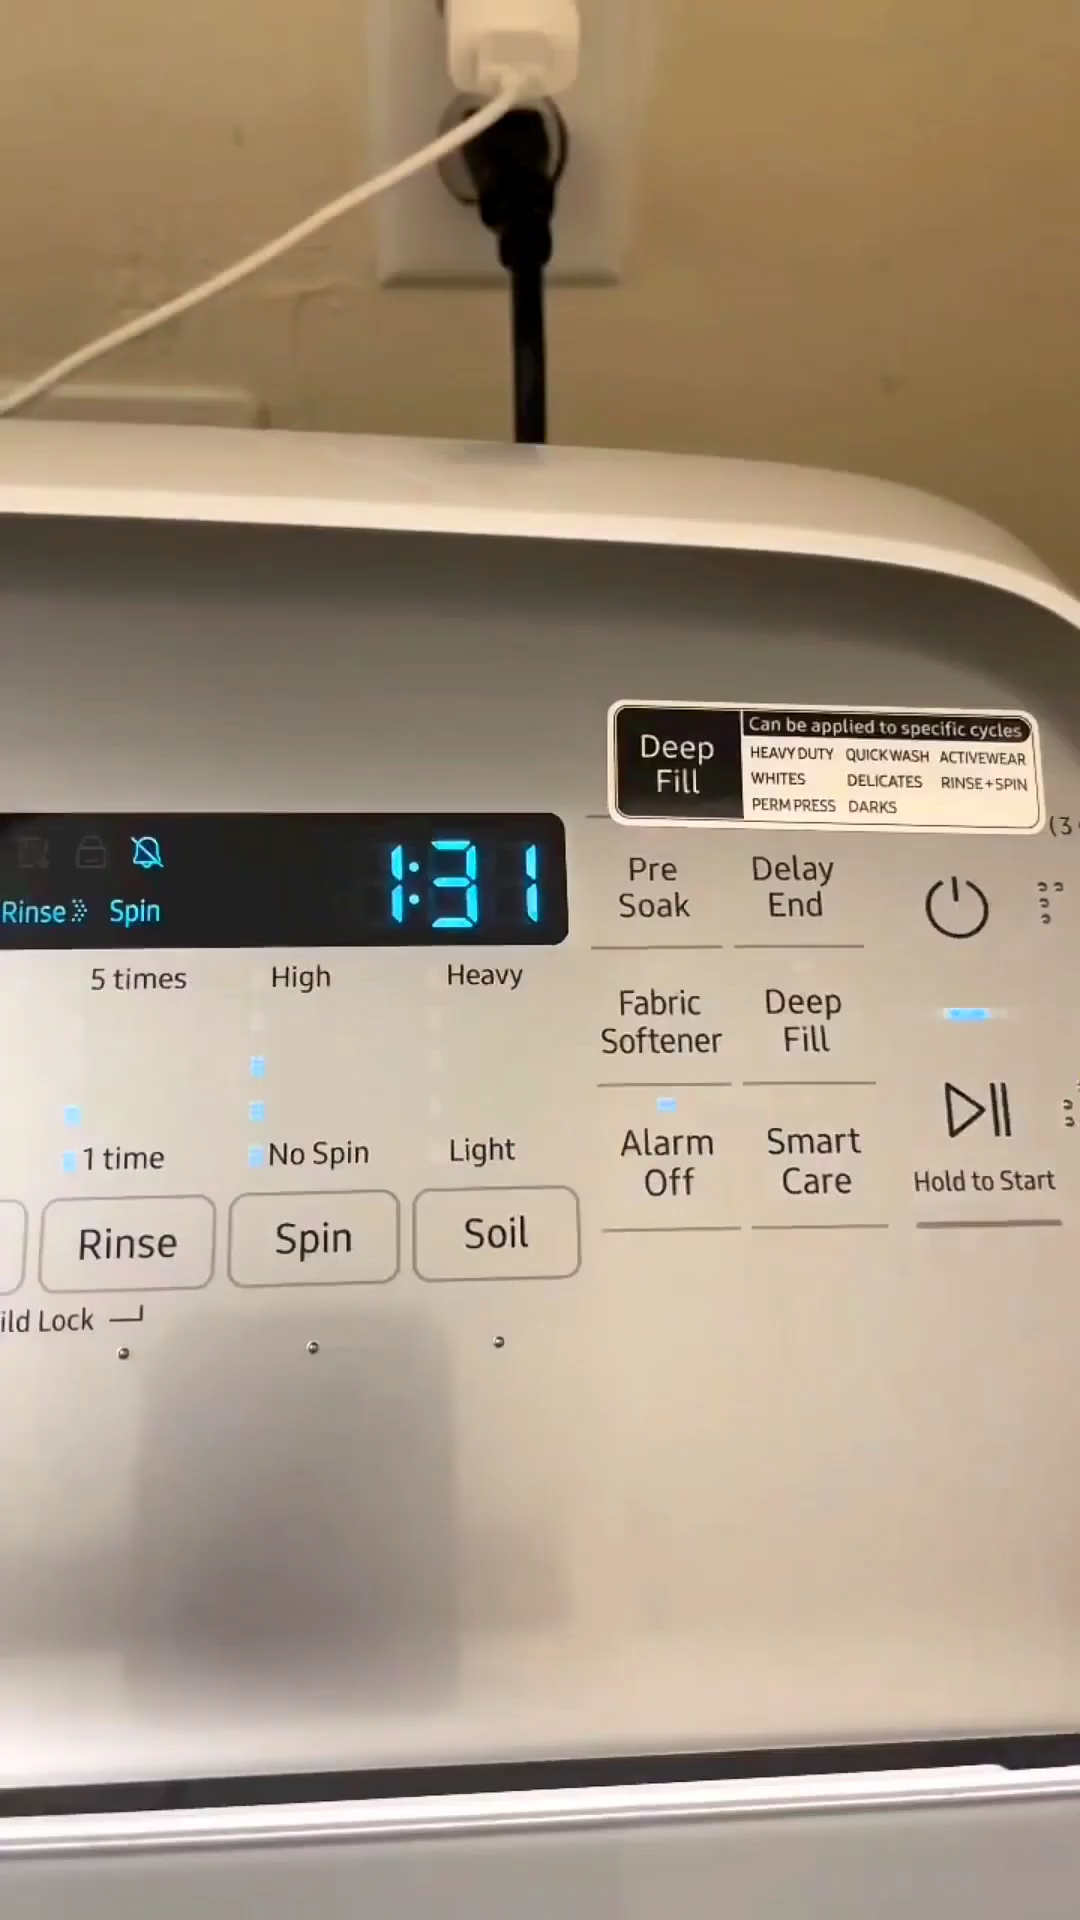 Deep
Fill
Can be applied to specific cycles
HEAVY DUTY QUICK WASH ACTIVEWEAR
WHITES DELICATES RINSE+SPIN
PERM PRESS DARKS
(3
Rinse Spin
1:31
5 times High Heavy
1 time No Spin Light
Rinse Spin Soil
ild Lock
Pre
Soak
Delay
End
Fabric
Softener
Deep
Fill
Alarm
Off
Smart
Care
Hold to Start